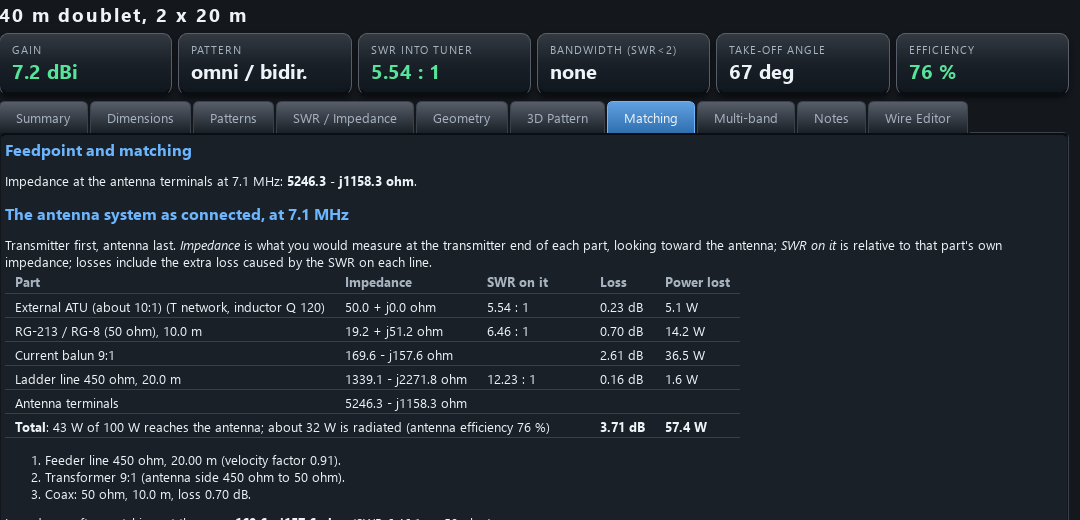 40 m doublet, 2 x 20 m
GAIN
7.2 dBi
PATTERN
omni / bidir.
SWR INTO TUNER
5.54 : 1
BANDWIDTH (SWR<2)
none
TAKE-OFF ANGLE
67 deg
EFFICIENCY
76 %
Summary Dimensions Patterns SWR / Impedance Geometry 3D Pattern Matching Multi-band Notes Wire Editor
Feedpoint and matching
Impedance at the antenna terminals at 7.1 MHz: 5246.3 - j1158.3 ohm.
The antenna system as connected, at 7.1 MHz
Transmitter first, antenna last. Impedance is what you would measure at the transmitter end of each part, looking toward the antenna; SWR on it is relative to that part's own
impedance; losses include the extra loss caused by the SWR on each line.
Part Impedance SWR on it Loss Power lost
External ATU (about 10:1) (T network, inductor Q 120) 50.0 + j0.0 ohm 5.54 : 1 0.23 dB 5.1 W
RG-213 / RG-8 (50 ohm), 10.0 m 19.2 + j51.2 ohm 6.46 : 1 0.70 dB 14.2 W
Current balun 9:1 169.6 - j157.6 ohm 2.61 dB 36.5 W
Ladder line 450 ohm, 20.0 m 1339.1 - j2271.8 ohm 12.23 : 1 0.16 dB 1.6 W
Antenna terminals 5246.3 - j1158.3 ohm
Total: 43 W of 100 W reaches the antenna; about 32 W is radiated (antenna efficiency 76 %) 3.71 dB 57.4 W
1. Feeder line 450 ohm, 20.00 m (velocity factor 0.91).
2. Transformer 9:1 (antenna side 450 ohm to 50 ohm).
3. Coax: 50 ohm, 10.0 m, loss 0.70 dB.